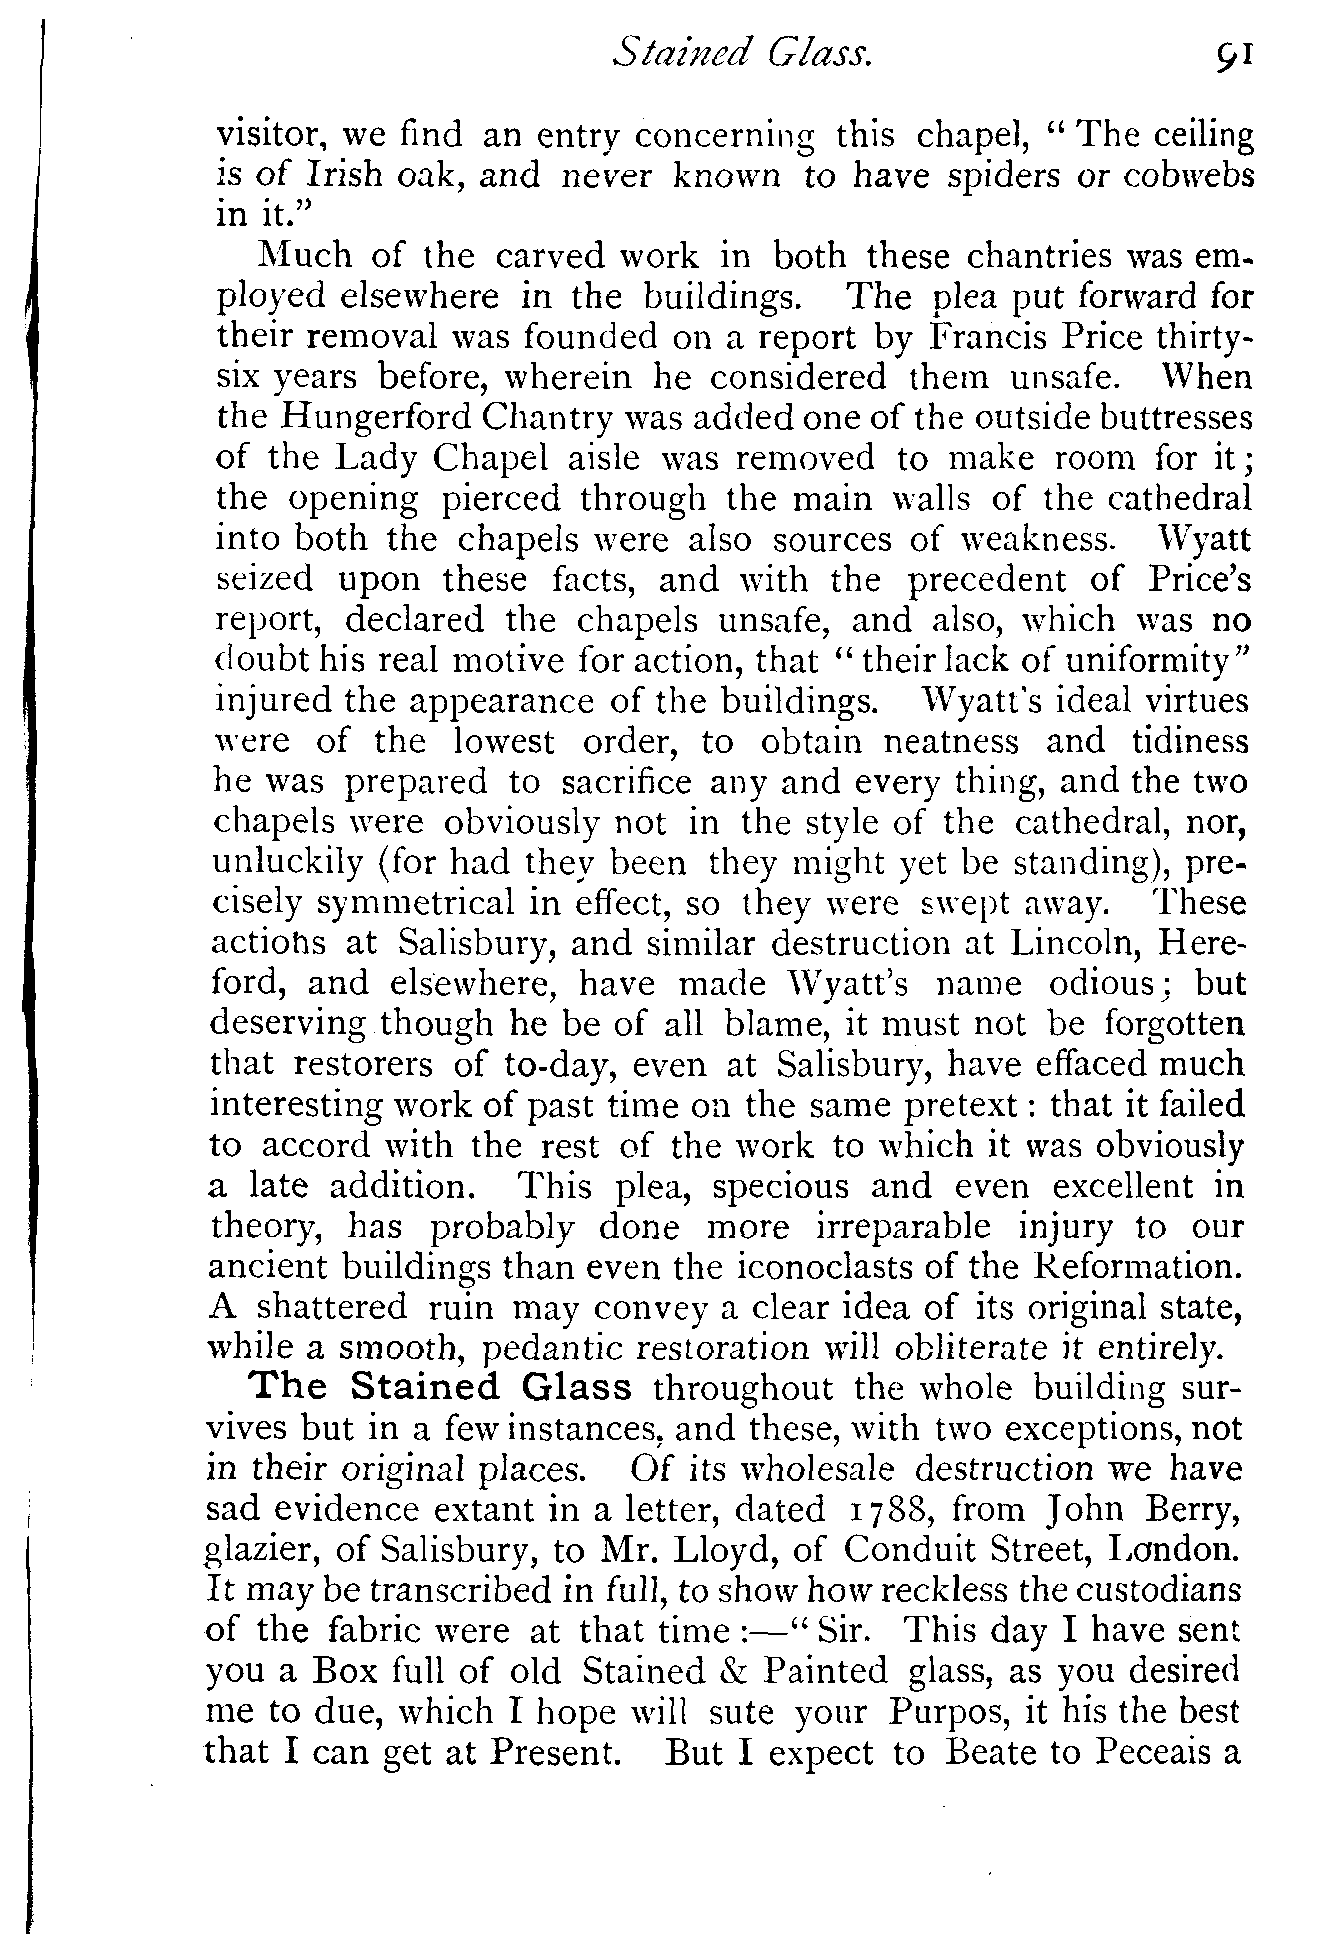 Stained Glass. 91
visitor, we find an entry concerning this chapel, “ The ceiling
is of Irish oak, and never known to have spiders or cobwebs
in it.”
Much of the carved work in both these chantries was em-
ployed elsewhere in the buildings. The plea put forward for
their removal was founded on a report by Francis Price thirty-
six years before, wherein he considered them unsafe. When
the Hungerford Chantry was added one of the outside buttresses
of the Lady Chapel aisle was removed to make room for it ;
the opening pierced through the main walls of the cathedral
into both the chapels were also sources of weakness. Wyatt
seized upon these facts, and with the precedent of Price’s
report, declared the chapels unsafe, and also, which was no
doubt his real motive for action, that “ their lack of uniformity”
injured the appearance of the buildings. Wyatt’s ideal virtues
were of the lowest order, to obtain neatness and tidiness
he was prepared to sacrifice any and every thing, and the two
chapels were obviously not in the style of the cathedral, nor,
unluckily (for had they been they might yet be standing), pre-
cisely symmetrical in effect, so they were swept away. These
actions at Salisbury, and similar destruction at Lincoln, Here-
ford, and elsewhere, have made Wyatt’s name odious ; but
deserving though he be of all blame, it must not be forgotten
that restorers of to-day, even at Salisbury, have effaced much
interesting work of past time on the same pretext : that it failed
to accord with the rest of the work to which it was obviously
a late addition. This plea, specious and even excellent in
theory, has probably done more irreparable injury to our
ancient buildings than even the iconoclasts of the Reformation.
A shattered ruin may convey a clear idea of its original state,
while a smooth, pedantic restoration will obliterate it entirely.
The Stained Glass throughout the whole building sur-
vives but in a few instances, and these, with two exceptions, not
in their original places. Of its wholesale destruction we have
sad evidence extant in a letter, dated 1788, from John Berry,
glazier, of Salisbury, to Mr. Lloyd, of Conduit Street, London.
It may be transcribed in full, to show how reckless the custodians
of the fabric were at that time :—“ Sir. This day I have sent
you a Box full of old Stained & Painted glass, as you desired
me to due, which I hope will sute your Purpos, it his the best
that I can get at Present. But I expect to Beate to Peceais a